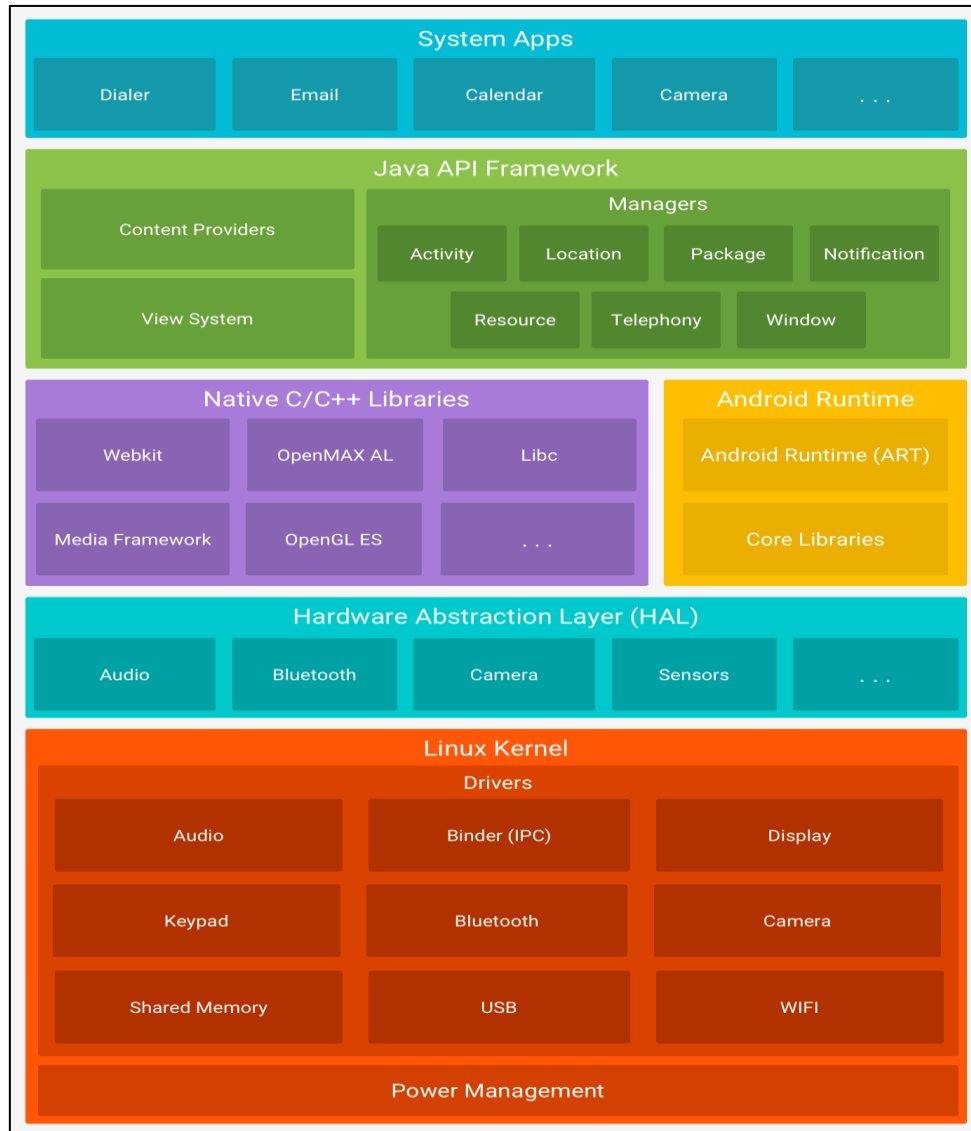 System Apps
Dialer
Email
Calendar
Camera
. . .
Java API Framework
Content Providers
View System
Managers
Activity
Location
Package
Notification
Resource
Telephony
Window
Native C/C++ Libraries
Webkit
OpenMAX AL
Libc
Media Framework
OpenGL ES
. . .
Android Runtime
Android Runtime (ART)
Core Libraries
Hardware Abstraction Layer (HAL)
Audio
Bluetooth
Camera
Sensors
. . .
Linux Kernel
Drivers
Audio
Binder (IPC)
Display
Keypad
Bluetooth
Camera
Shared Memory
USB
WIFI
Power Management